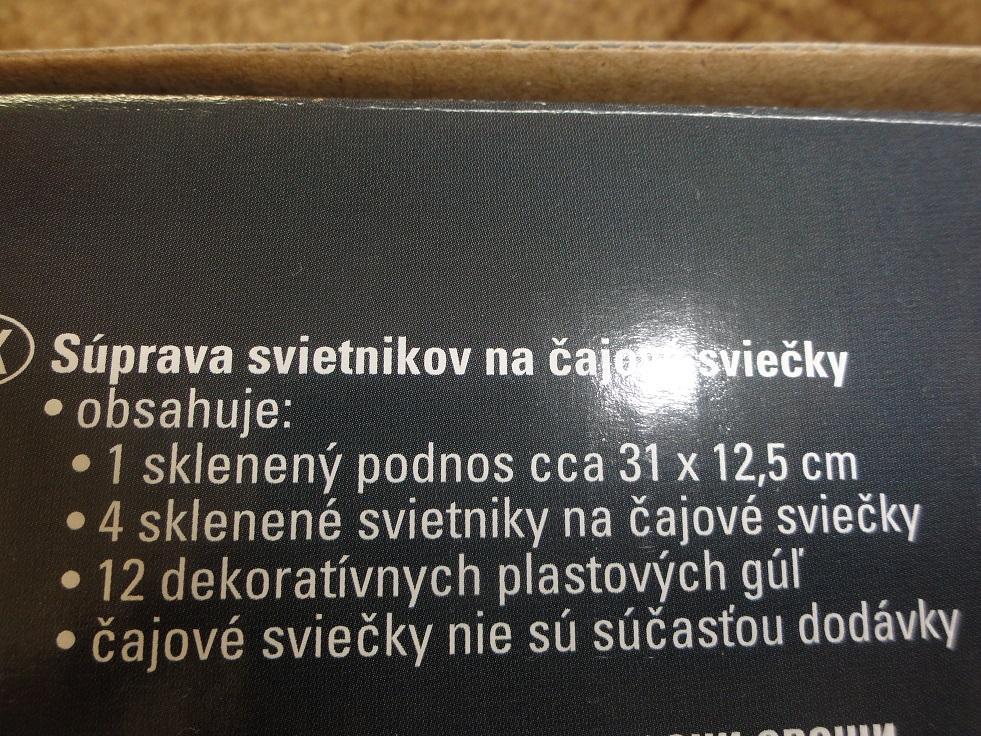 Súprava svietnikov na čajové sviečky
• obsahuje:
• 1 sklenený podnos cca 31 x 12,5 cm
• 4 sklenené svietniky na čajové sviečky
• 12 dekoratívnych plastových gúľ
• čajové sviečky nie sú súčasťou dodávky